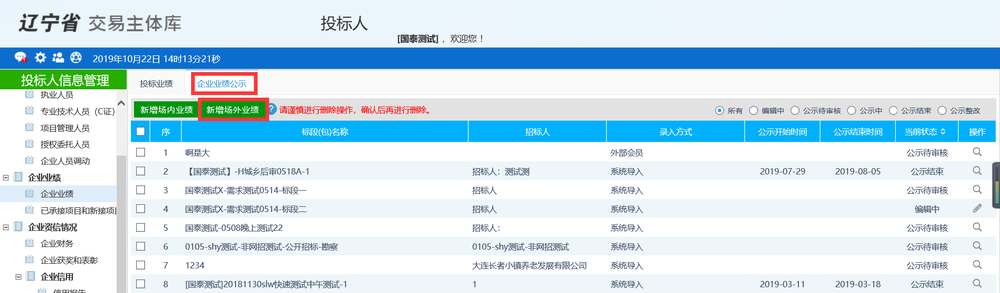 辽宁省 交易主体库
投标人
[国泰测试] ，欢迎您！
2019年10月22日 14时13分21秒
投标人信息管理
执业人员
专业技术人员（C证）
项目管理人员
授权委托人员
企业人员调动
企业业绩
企业业绩
已承接项目和新接项
企业资信情况
企业财务
企业获奖和表彰
企业信用
信用报告
投标业绩 企业业绩公示
新增场内业绩 新增场外业绩 ? 请谨慎进行删除操作，确认后再进行删除。 所有 编辑中 公示待审核 公示中 公示结束 公示整改
序 标段(包)名称 招标人 录入方式 公示开始时间 公示结束时间 当前状态 操作
1 啊是大 外部会员 公示待审核
2 【国泰测试】-H城乡后审0518A-1 招标人：测试测 系统导入 2019-07-29 2019-08-05 公示结束
3 国泰测试X-需求测试0514-标段一 招标人 系统导入 公示待审核
4 国泰测试X-需求测试0514-标段二 招标人 系统导入 编辑中
5 国泰测试-0508晚上测试22 招标人： 系统导入 公示待审核
6 0105-shy测试-非网招测试-公开招标-勘察 0105-shy测试-非网招测试 系统导入 公示待审核
7 1234 大连长者小镇养老发展有限公司 系统导入 公示待审核
8 [国泰测试]20181130slw快速测试中午测试-1 1 系统导入 2019-03-11 2019-03-18 公示结束